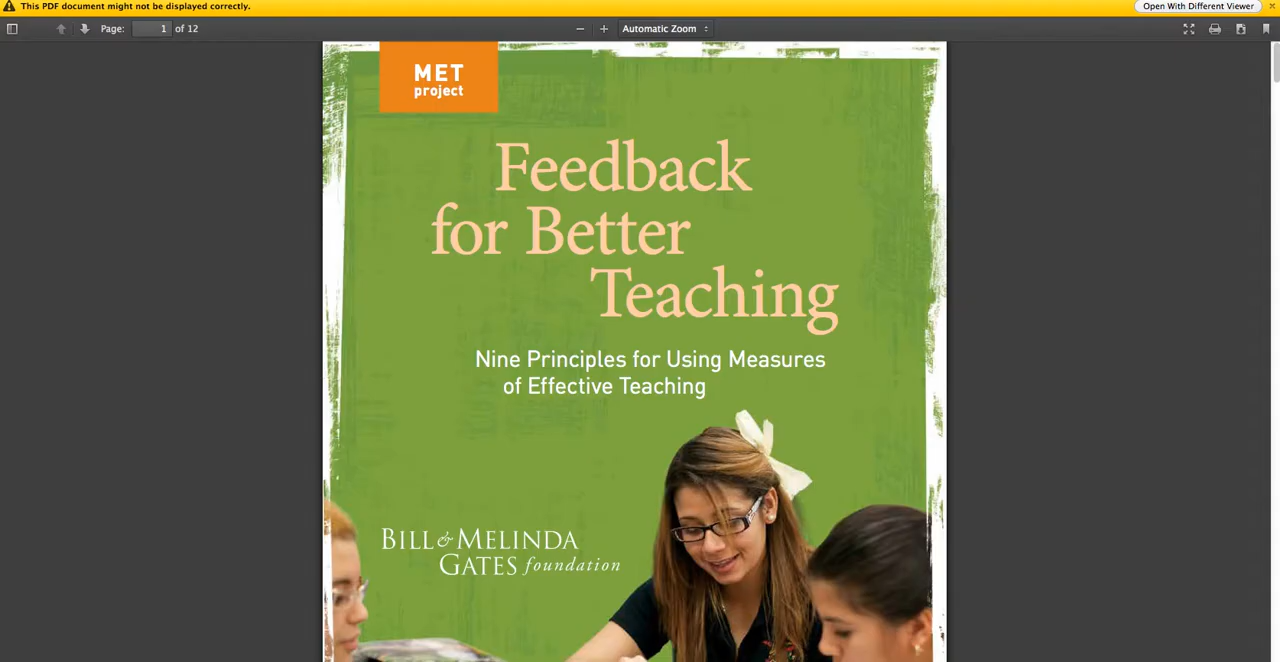 This PDF document might not be displayed correctly.
Open With Different Viewer
Page: 1 of 12
Automatic Zoom
MET
project
Feedback
for Better
Teaching
Nine Principles for Using Measures
of Effective Teaching
BILL & MELINDA
GATES foundation